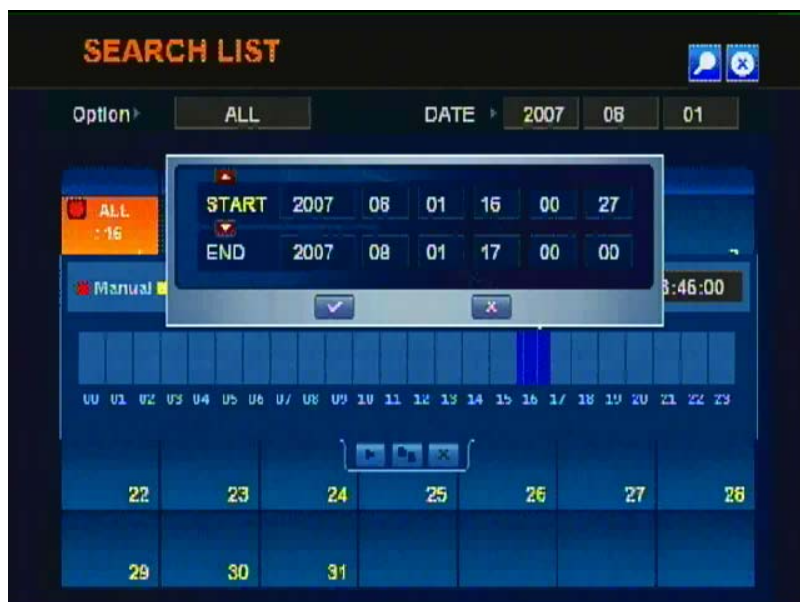 SEARCH LIST
Option ALL DATE 2007 08 01
START 2007 08 01 16 00 27
ALL
: 16
END 2007 08 01 17 00 00
Manual :46:00
00 01 02 03 04 05 06 07 08 09 10 11 12 13 14 15 16 17 18 19 20 21 22 23
22 23 24 25 26 27 28
29 30 31